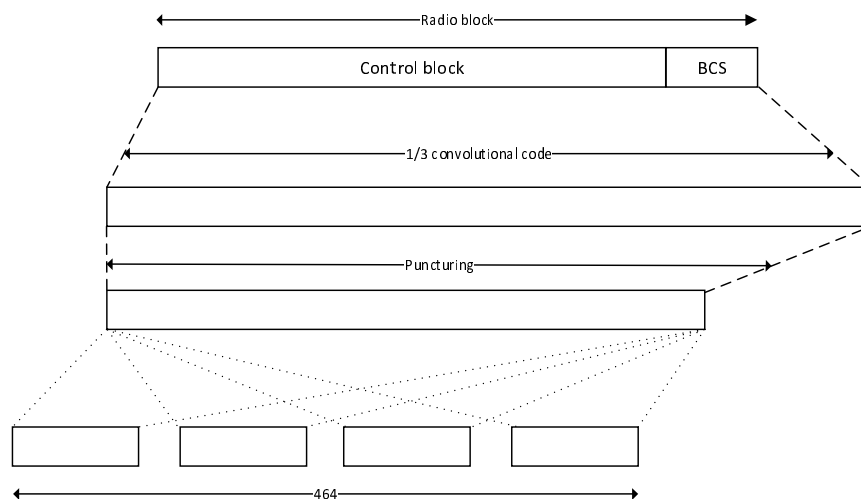 Radio block
Control block
BCS
1/3 convolutional code
Puncturing
464